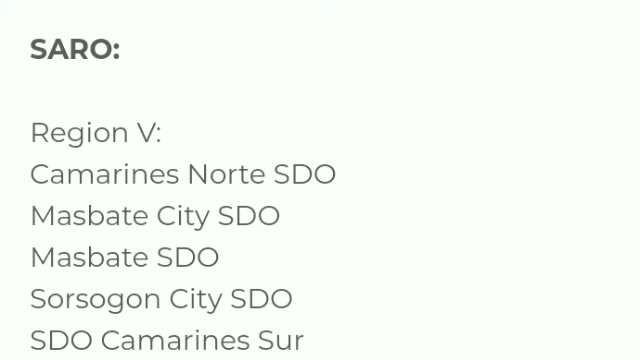 SARO:
Region V:
Camarines Norte SDO
Masbate City SDO
Masbate SDO
Sorsogon City SDO
SDO Camarines Sur